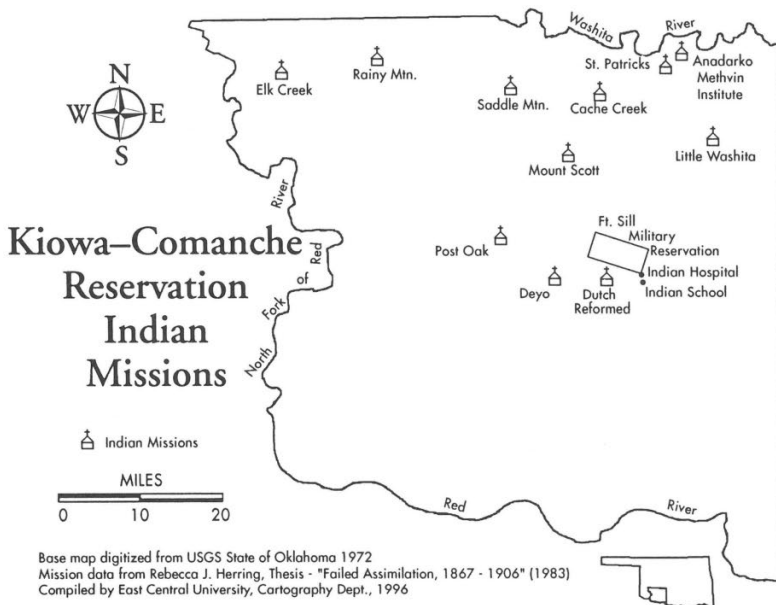 Washita River
St. Patricks
Anadarko
Methvin
Institute
Elk Creek
Rainy Mtn.
Saddle Mtn.
Cache Creek
N
W E
S
Mount Scott
Little Washita
River
Kiowa–Comanche
Reservation
Indian
Missions
Post Oak
Ft. Sill
Military
Reservation
Indian Hospital
Indian School
Deyo
Dutch
Reformed
North Fork of Red
Indian Missions
MILES
0 10 20
Red River
Base map digitized from USGS State of Oklahoma 1972
Mission data from Rebecca J. Herring, Thesis - "Failed Assimilation, 1867 - 1906" (1983)
Compiled by East Central University, Cartography Dept., 1996